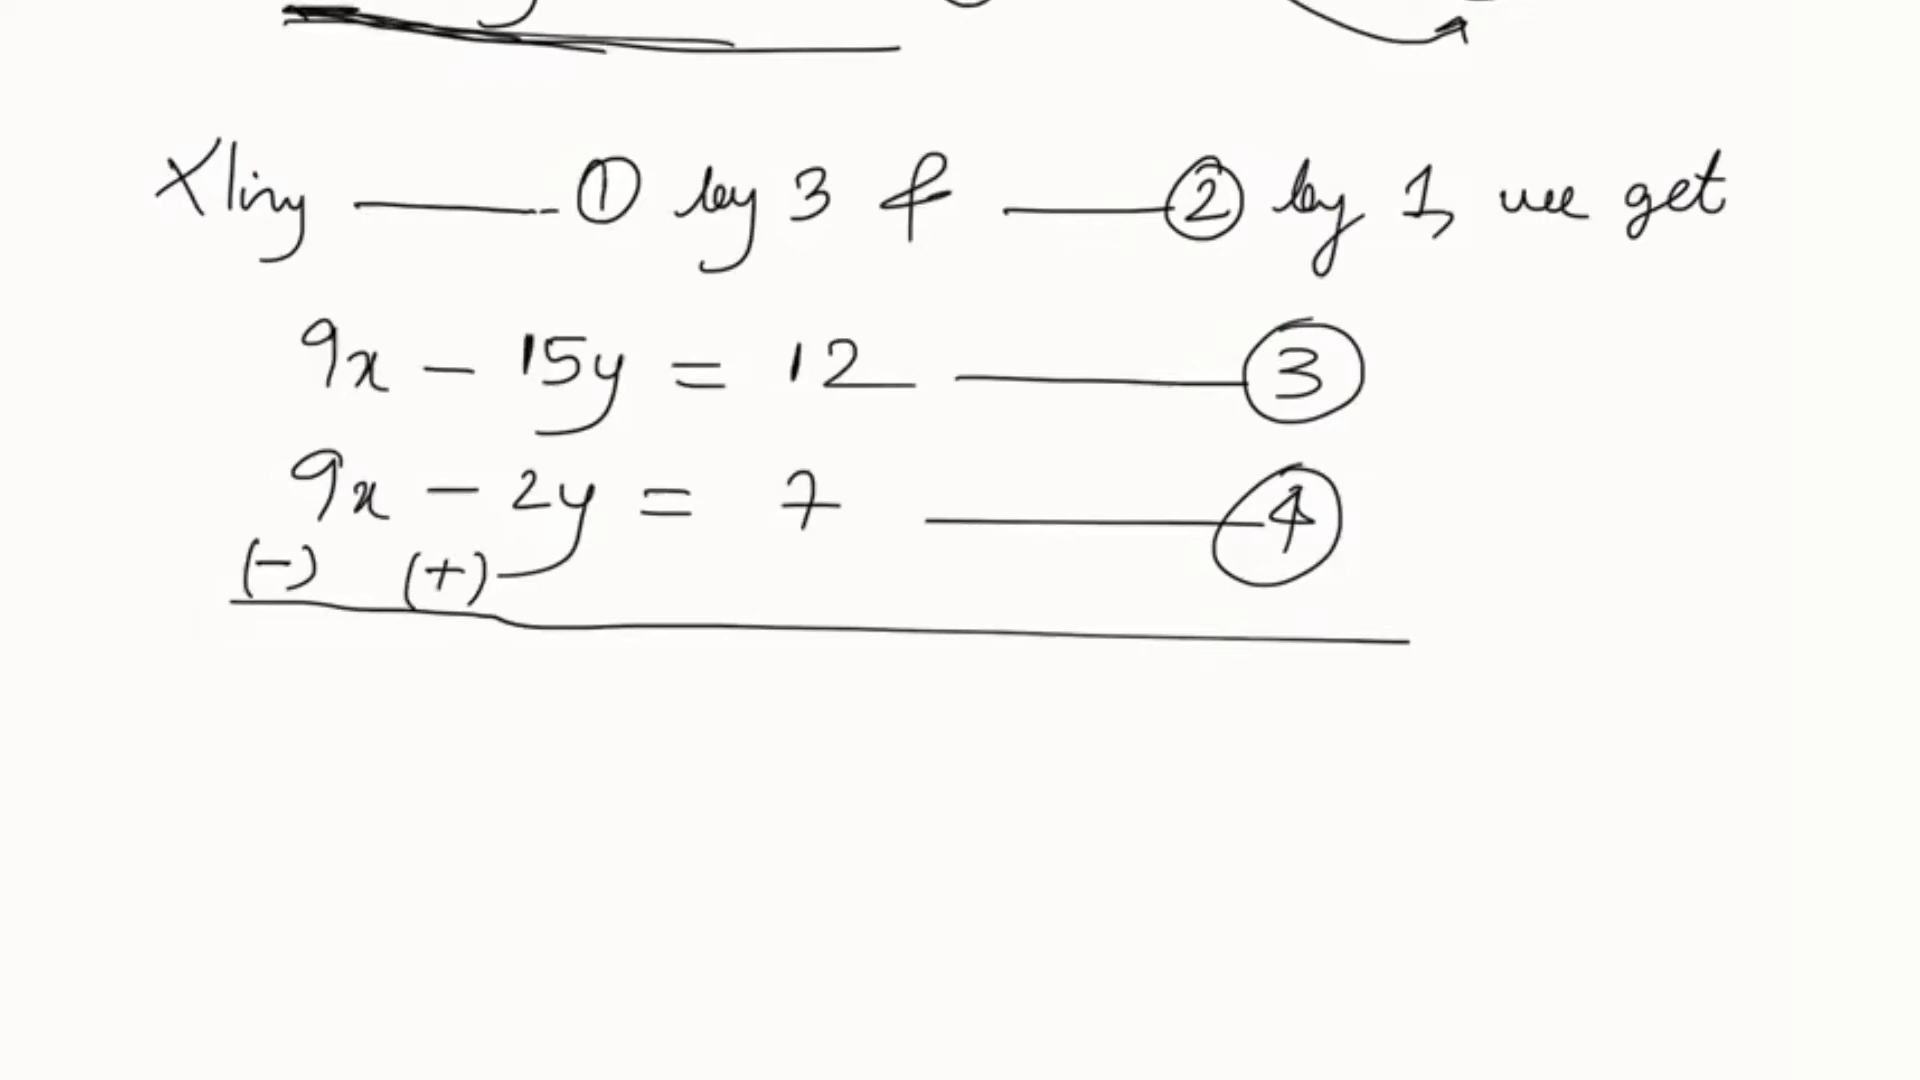 Xling ——— ① by 3 & ——— ② by 1, we get
9x - 15y = 12 ——— ③
9x - 2y = 7 ——— ④
(-) (+)